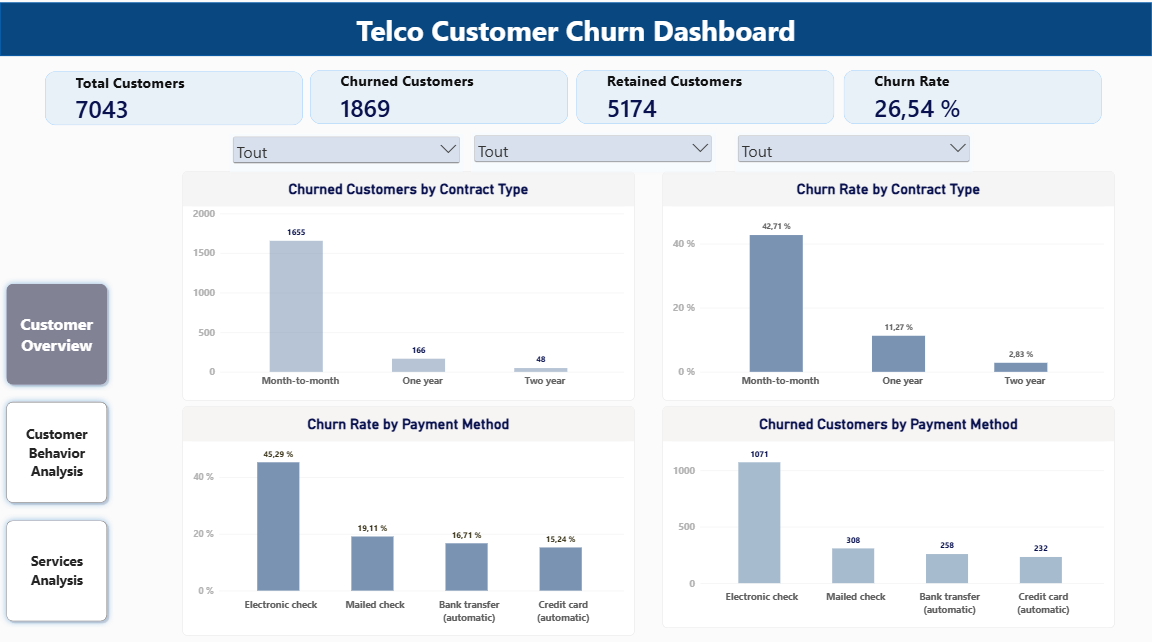 Telco Customer Churn Dashboard
Total Customers
7043
Churned Customers
1869
Retained Customers
5174
Churn Rate
26,54 %
Tout
Tout
Tout
Customer
Overview
Customer
Behavior
Analysis
Services
Analysis
Churned Customers by Contract Type
2000
1500
1000
500
0
1655
166
48
Month-to-month
One year
Two year
Churn Rate by Contract Type
40 %
20 %
0 %
42,71 %
11,27 %
2,83 %
Month-to-month
One year
Two year
Churn Rate by Payment Method
40 %
20 %
0 %
45,29 %
19,11 %
16,71 %
15,24 %
Electronic check
Mailed check
Bank transfer
(automatic)
Credit card
(automatic)
Churned Customers by Payment Method
1000
500
0
1071
308
258
232
Electronic check
Mailed check
Bank transfer
(automatic)
Credit card
(automatic)